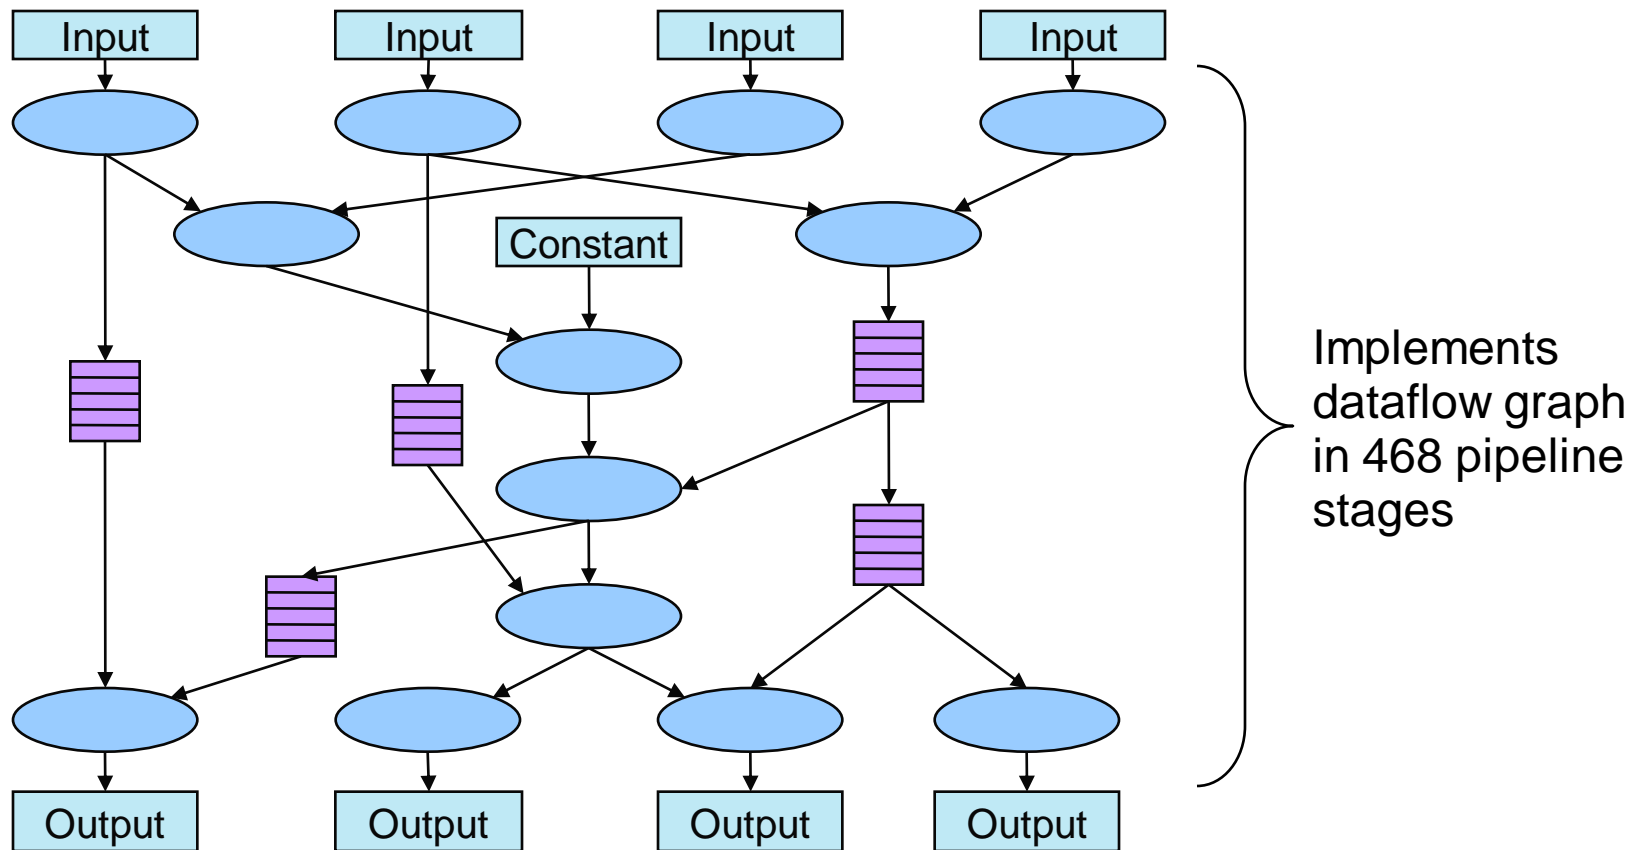 Input
Input
Input
Input
Constant
Implements
dataflow graph
in 468 pipeline
stages
Output
Output
Output
Output